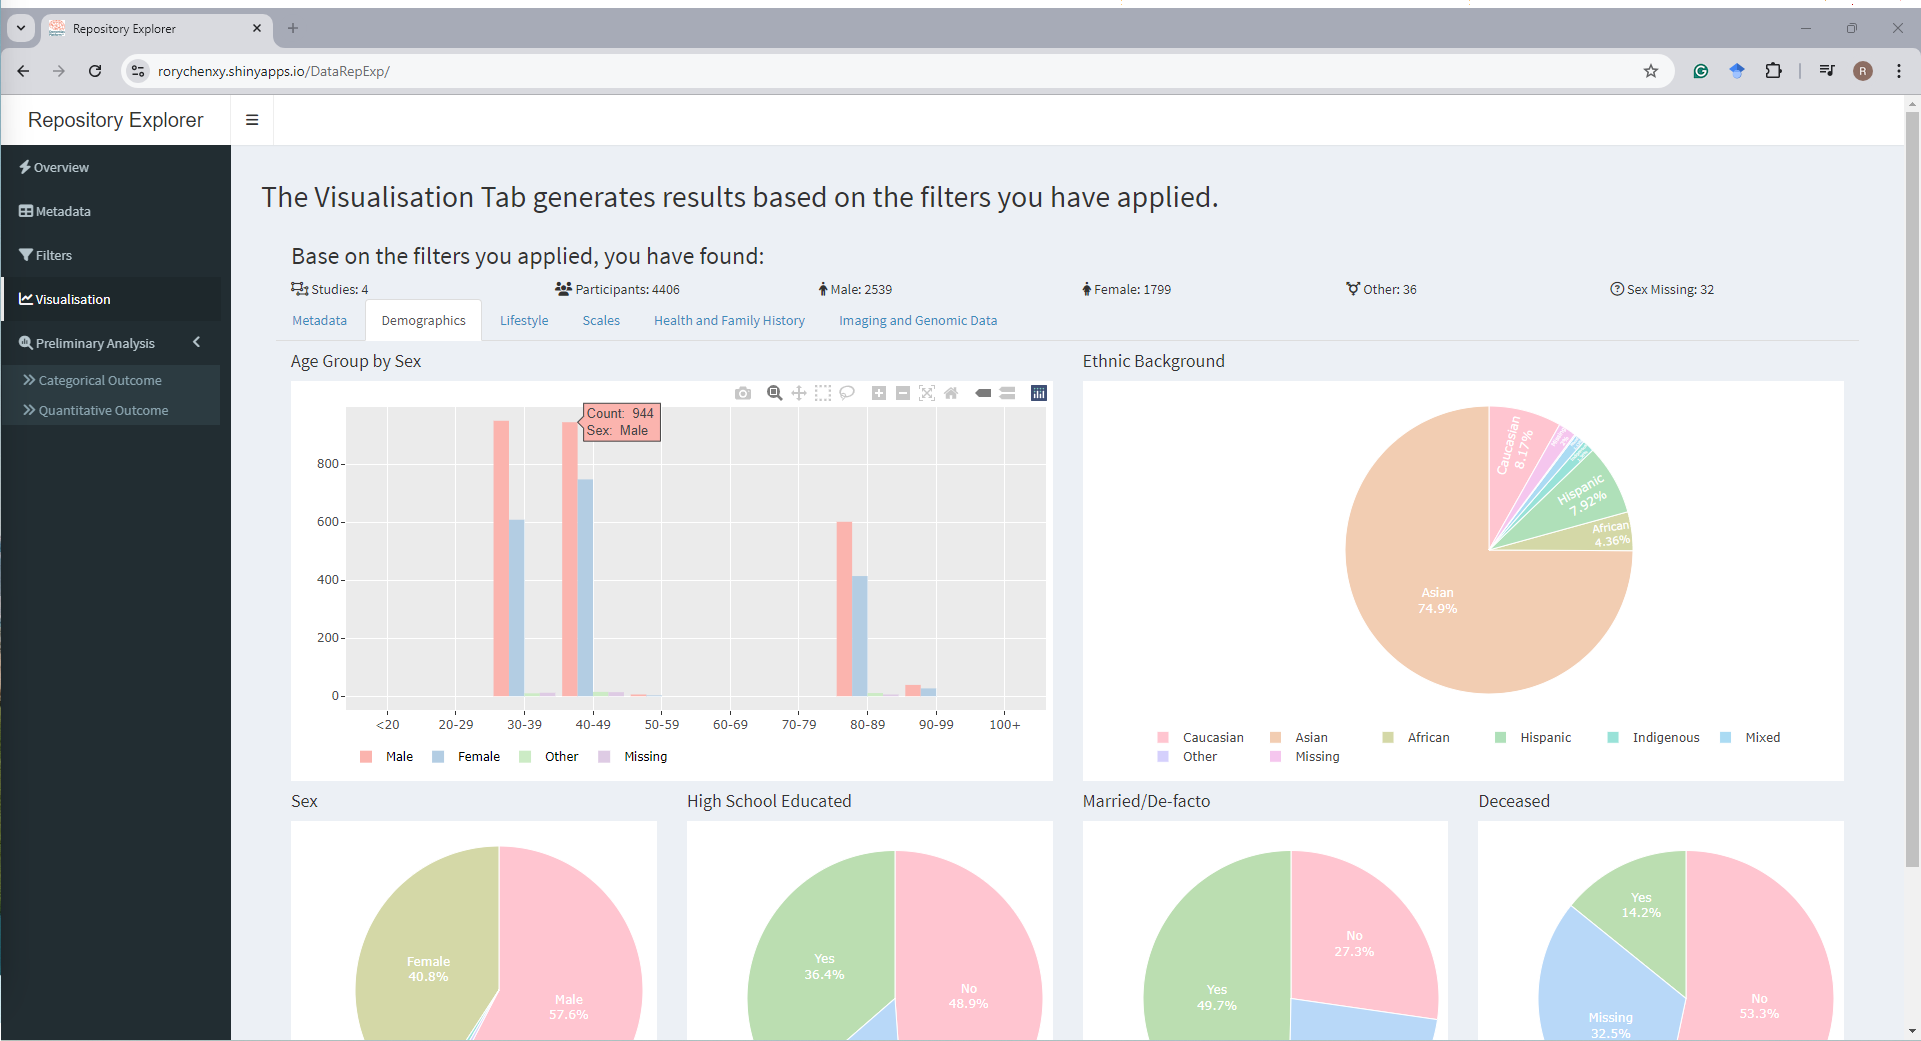 Repository Explorer
rorychenxy.shinyapps.io/DataRepExp/
R
Repository Explorer
Overview
Metadata
Filters
Visualisation
Preliminary Analysis
Categorical Outcome
Quantitative Outcome
The Visualisation Tab generates results based on the filters you have applied.
Base on the filters you applied, you have found:
Studies: 4 Participants: 4406 Male: 2539 Female: 1799 Other: 36 Sex Missing: 32
Metadata Demographics Lifestyle Scales Health and Family History Imaging and Genomic Data
Age Group by Sex
Count: 944
Sex: Male
800
600
400
200
0
<20 20-29 30-39 40-49 50-59 60-69 70-79 80-89 90-99 100+
Male Female Other Missing
Ethnic Background
Caucasian
8.17%
Hispanic
7.92%
African
4.36%
Asian
74.9%
Caucasian Asian African Hispanic Indigenous Mixed
Other Missing
Sex
Female
40.8%
Male
57.6%
High School Educated
Yes
36.4%
No
48.9%
Married/De-facto
No
27.3%
Yes
49.7%
Deceased
Yes
14.2%
No
53.3%
Missing
32.5%